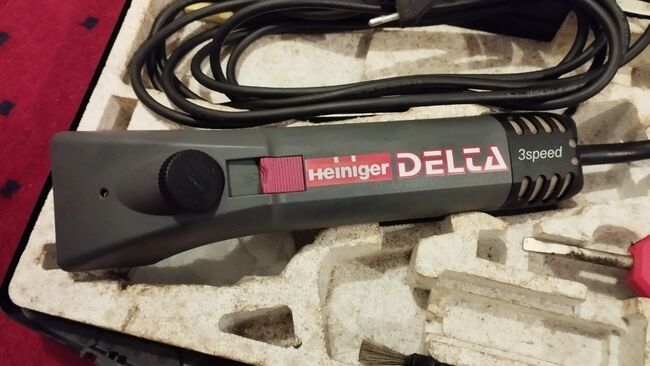 Heiniger DELTA 3speed